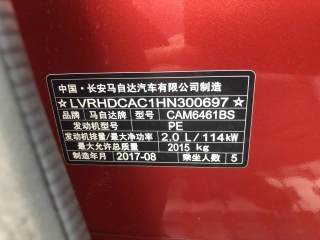 中国·长安马自达汽车有限公司制造
☆LVRHDCAC1HN300697☆
品牌 马自达牌 型号 CAM6461BS
发动机型号 PE
发动机排量/最大净功率 2.0 L/114kW
最大允许总质量 2015 kg
制造年月 2017-08 乘坐人数 5